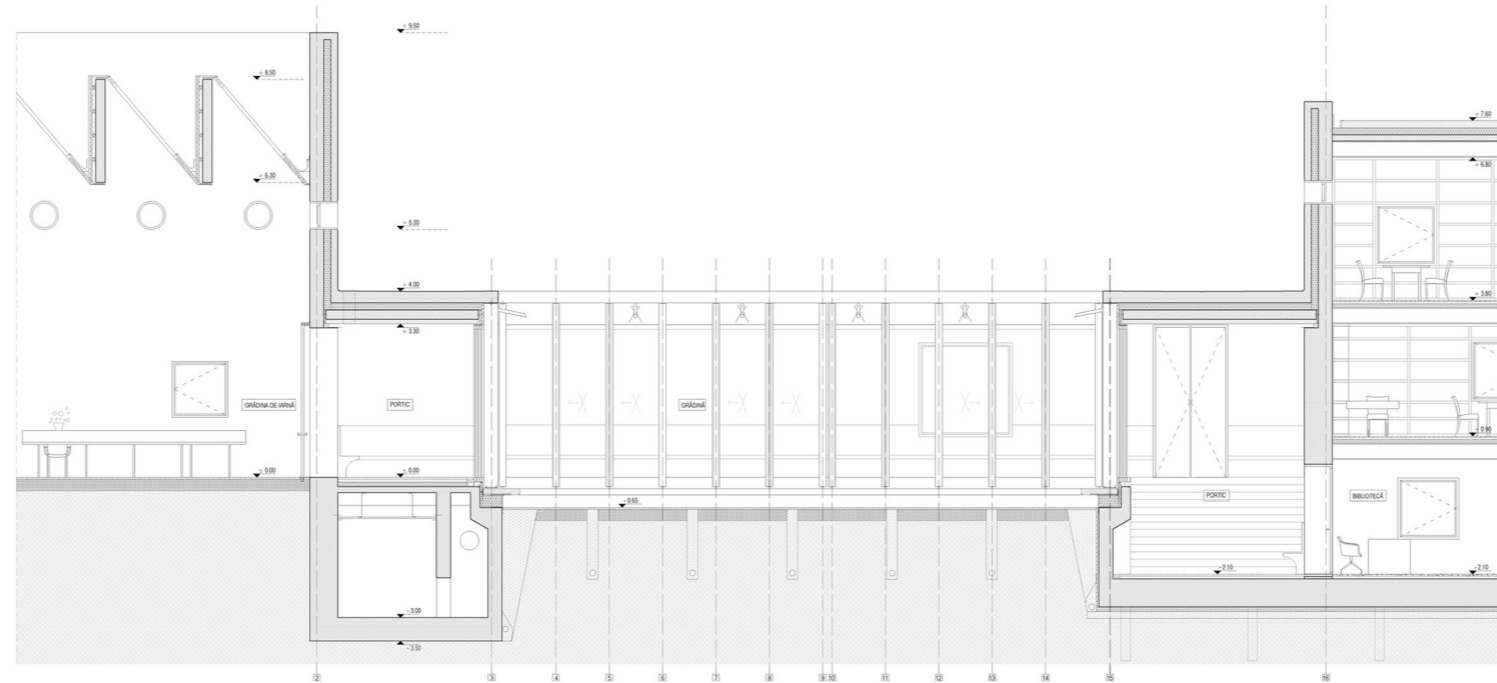 + 9.50
+ 8.50
+ 7.60
+ 6.80
+ 6.30
+ 5.30
+ 4.00
+ 3.80
+ 3.30
GRĂDINA DE IARNĂ
PORTIC
GRĂDINĂ
+ 0.90
± 0.00
± 0.00
- 0.65
PORTIC
BIBLIOTECĂ
-2.10
-2.10
- 3.00
- 3.50
2 3 4 5 6 7 8 9 10 11 12 13 14 15 16